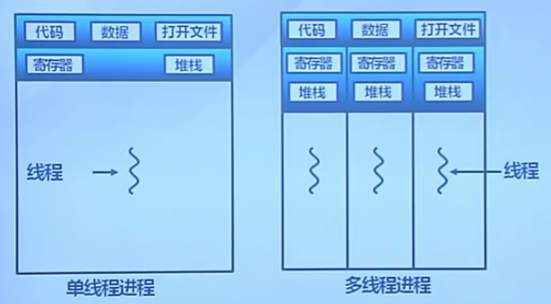 代码 数据 打开文件
寄存器 堆栈
线程
单线程进程
代码 数据 打开文件
寄存器 寄存器 寄存器
堆栈 堆栈 堆栈
线程
多线程进程